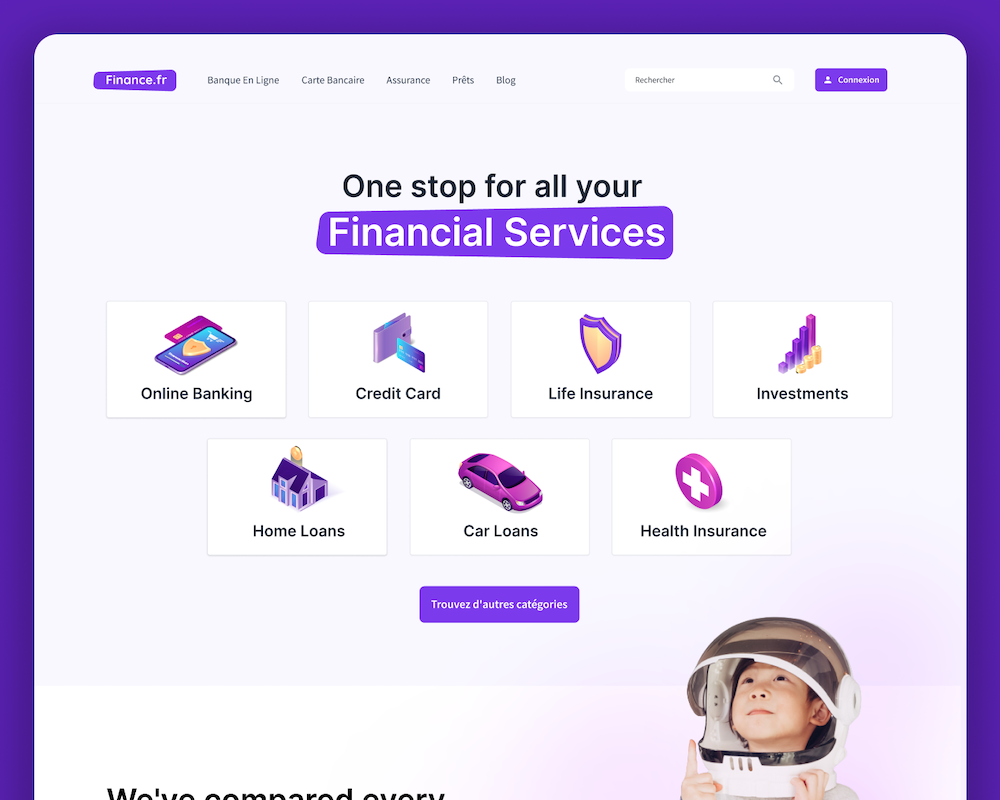 Finance.fr
Banque En Ligne
Carte Bancaire
Assurance
Prêts
Blog
Rechercher
Connexion
One stop for all your
Financial Services
Online Banking
Credit Card
Life Insurance
Investments
Home Loans
Car Loans
Health Insurance
Trouvez d'autres catégories
We've compared every